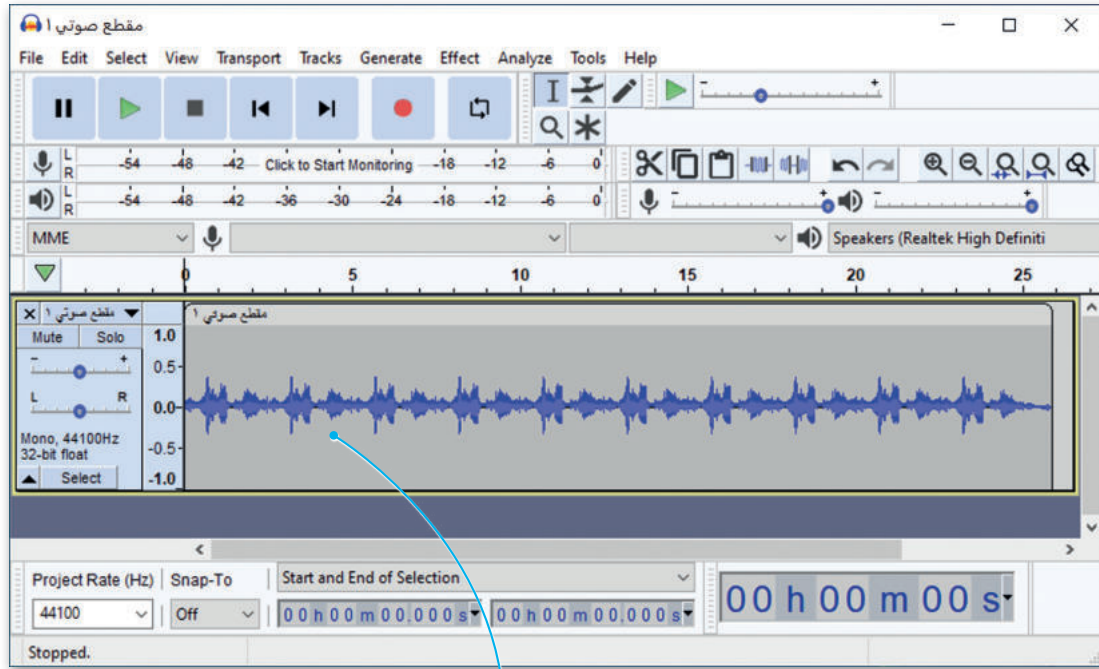 مقطع صوتي ١
File Edit Select View Transport Tracks Generate Effect Analyze Tools Help
- +
L R -54 -48 -42 Click to Start Monitoring -18 -12 -6 0
L R -54 -48 -42 -36 -30 -24 -18 -12 -6 0 - + - +
MME Speakers (Realtek High Definiti
0 5 10 15 20 25
مقطع صوتي ١
مقطع صوتي ١
Mute Solo
- +
L R
Mono, 44100Hz
32-bit float
Select
1.0
0.5
0.0
-0.5
-1.0
Project Rate (Hz) Snap-To Start and End of Selection
44100 Off 00 h 00 m 00.000 s 00 h 00 m 00.000 s 00 h 00 m 00 s
Stopped.